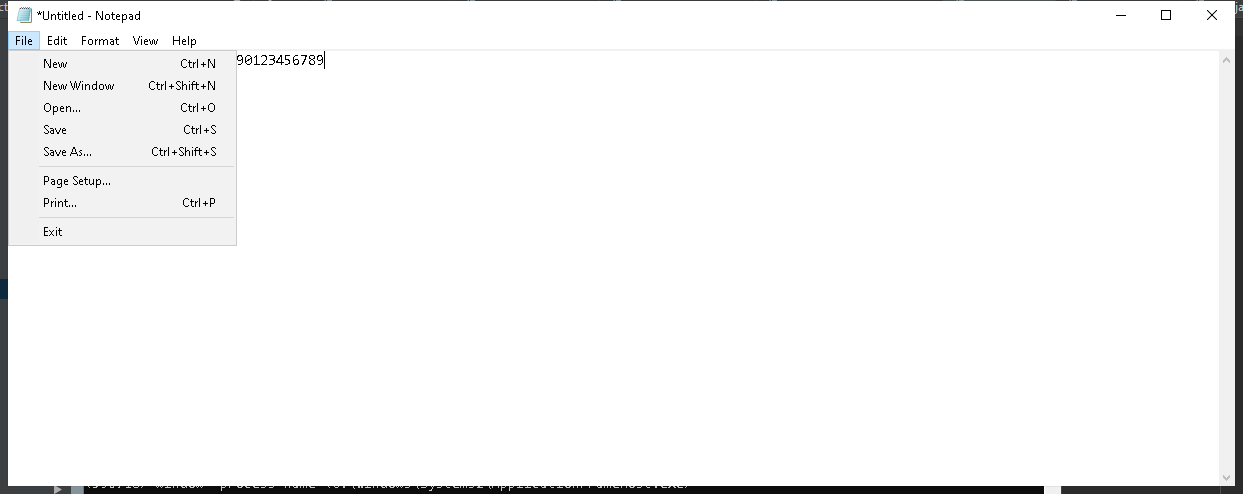 *Untitled - Notepad
File Edit Format View Help
90123456789
New Ctrl+N
New Window Ctrl+Shift+N
Open... Ctrl+O
Save Ctrl+S
Save As... Ctrl+Shift+S
Page Setup...
Print... Ctrl+P
Exit